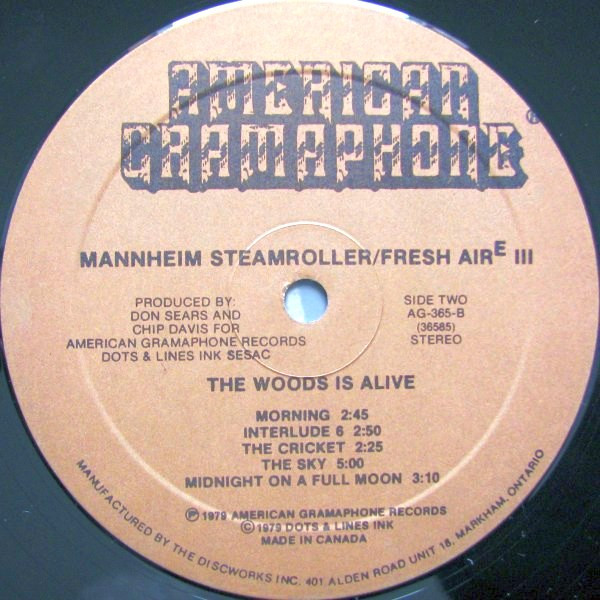 AMERICAN
GRAMAPHONE®
MANNHEIM STEAMROLLER/FRESH AIRE III
PRODUCED BY:
DON SEARS AND
CHIP DAVIS FOR
AMERICAN GRAMAPHONE RECORDS
DOTS & LINES INK SESAC
SIDE TWO
AG-365-B
(36585)
STEREO
THE WOODS IS ALIVE
MORNING 2:45
INTERLUDE 6 2:50
THE CRICKET 2:25
THE SKY 5:00
MIDNIGHT ON A FULL MOON 3:10
℗ 1979 AMERICAN GRAMAPHONE RECORDS
© 1979 DOTS & LINES INK
MADE IN CANADA
MANUFACTURED BY THE DISCWORKS INC. 401 ALDEN ROAD UNIT 18, MARKHAM, ONTARIO